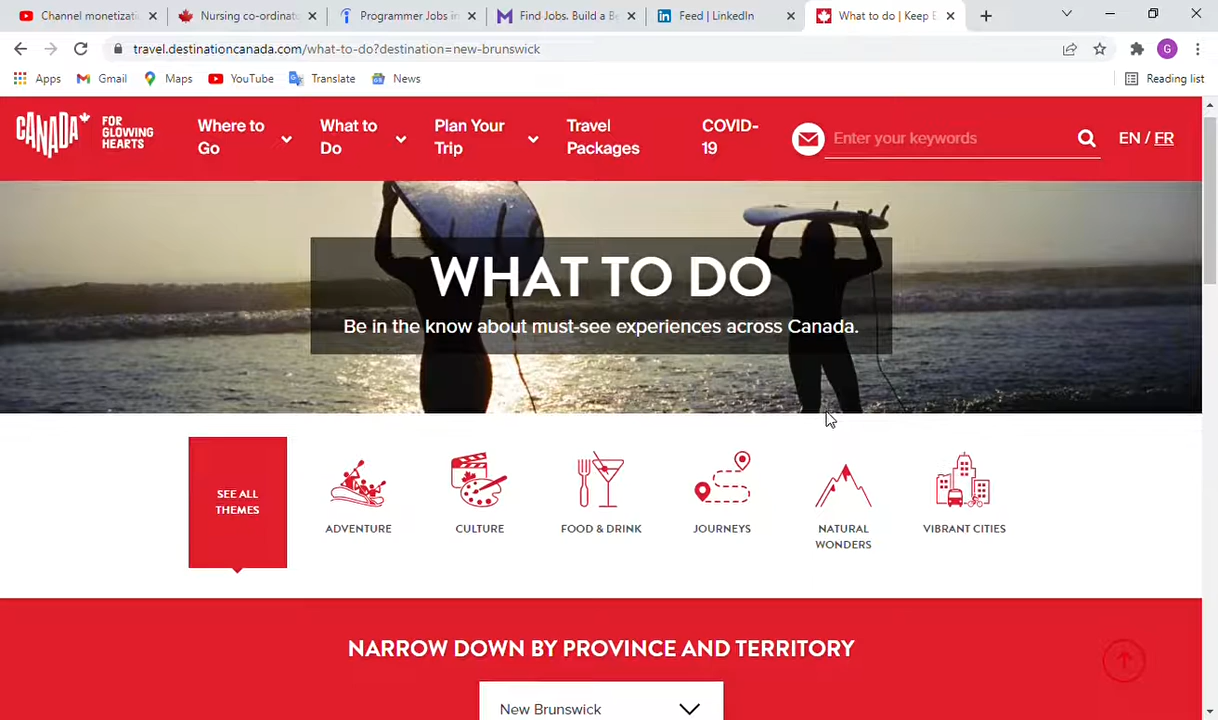 Channel monetizati
Nursing co-ordinato
Programmer Jobs in
Find Jobs. Build a Be
Feed | LinkedIn
What to do | Keep E
travel.destinationcanada.com/what-to-do?destination=new-brunswick
G
Apps
Gmail
Maps
YouTube
Translate
News
Reading list
CANADA
FOR
GLOWING
HEARTS
Where to
Go
What to
Do
Plan Your
Trip
Travel
Packages
COVID-
19
Enter your keywords
EN / FR
WHAT TO DO
Be in the know about must-see experiences across Canada.
SEE ALL
THEMES
ADVENTURE
CULTURE
FOOD & DRINK
JOURNEYS
NATURAL
WONDERS
VIBRANT CITIES
NARROW DOWN BY PROVINCE AND TERRITORY
New Brunswick